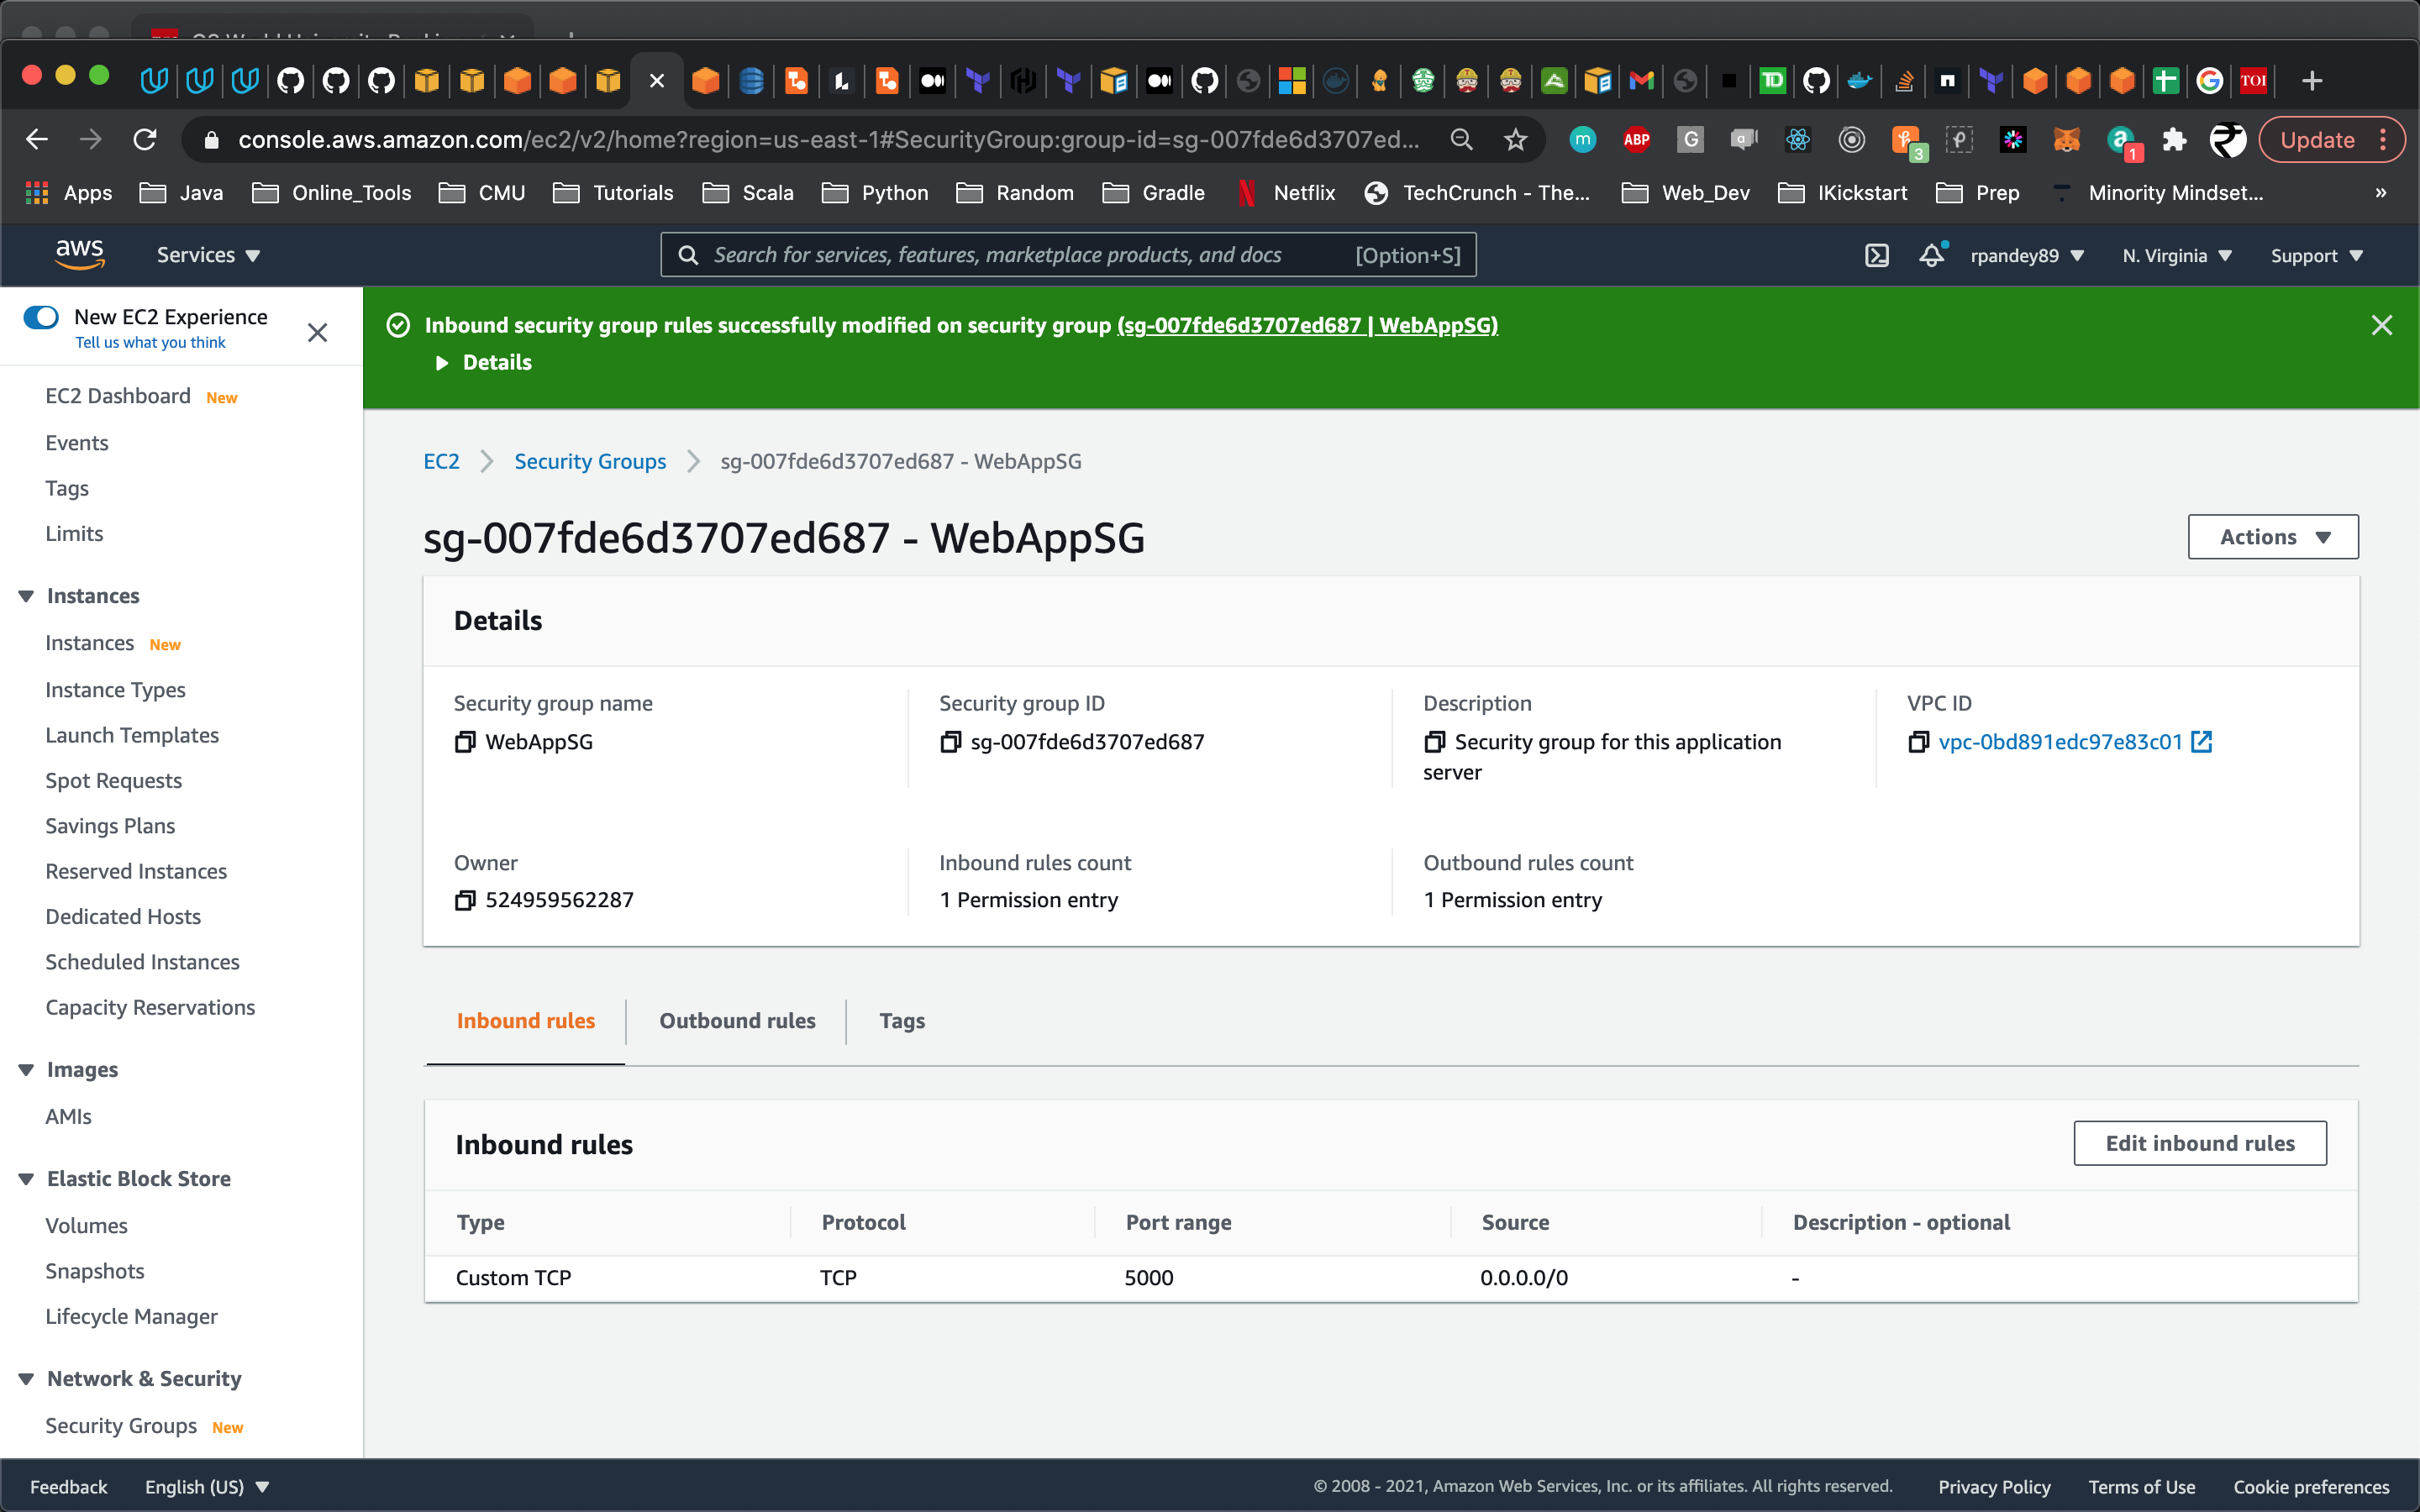 console.aws.amazon.com/ec2/v2/home?region=us-east-1#SecurityGroup:group-id=sg-007fde6d3707ed...
Update
Apps Java Online_Tools CMU Tutorials Scala Python Random Gradle Netflix TechCrunch - The... Web_Dev IKickstart Prep Minority Mindset... »
aws Services Search for services, features, marketplace products, and docs [Option+S] rpandey89 N. Virginia Support
New EC2 Experience
Tell us what you think
EC2 Dashboard New
Events
Tags
Limits
Instances
Instances New
Instance Types
Launch Templates
Spot Requests
Savings Plans
Reserved Instances
Dedicated Hosts
Scheduled Instances
Capacity Reservations
Images
AMIs
Elastic Block Store
Volumes
Snapshots
Lifecycle Manager
Network & Security
Security Groups New
Inbound security group rules successfully modified on security group (sg-007fde6d3707ed687 | WebAppSG)
Details
EC2 Security Groups sg-007fde6d3707ed687 - WebAppSG
sg-007fde6d3707ed687 - WebAppSG
Actions
Details
Security group name Security group ID Description VPC ID
WebAppSG sg-007fde6d3707ed687 Security group for this application vpc-0bd891edc97e83c01
server
Owner Inbound rules count Outbound rules count
524959562287 1 Permission entry 1 Permission entry
Inbound rules Outbound rules Tags
Inbound rules
Edit inbound rules
Type Protocol Port range Source Description - optional
Custom TCP TCP 5000 0.0.0.0/0 -
Feedback English (US) © 2008 - 2021, Amazon Web Services, Inc. or its affiliates. All rights reserved. Privacy Policy Terms of Use Cookie preferences